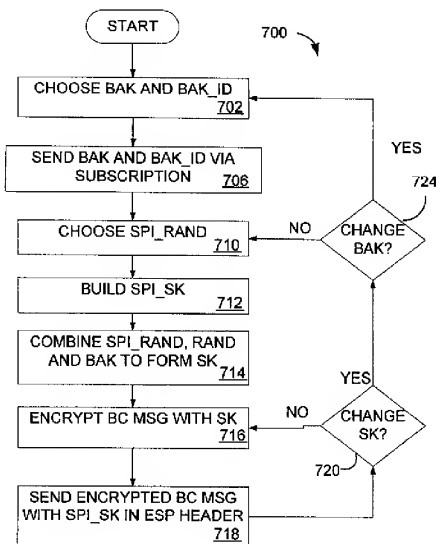 START
700
CHOOSE BAK AND BAK_ID
702
SEND BAK AND BAK_ID VIA
SUBSCRIPTION
706
YES
724
CHOOSE SPI_RAND
710
NO
CHANGE
BAK?
BUILD SPI_SK
712
COMBINE SPI_RAND, RAND
AND BAK TO FORM SK
714
YES
ENCRYPT BC MSG WITH SK
716
NO
CHANGE
SK?
720
SEND ENCRYPTED BC MSG
WITH SPI_SK IN ESP HEADER
718